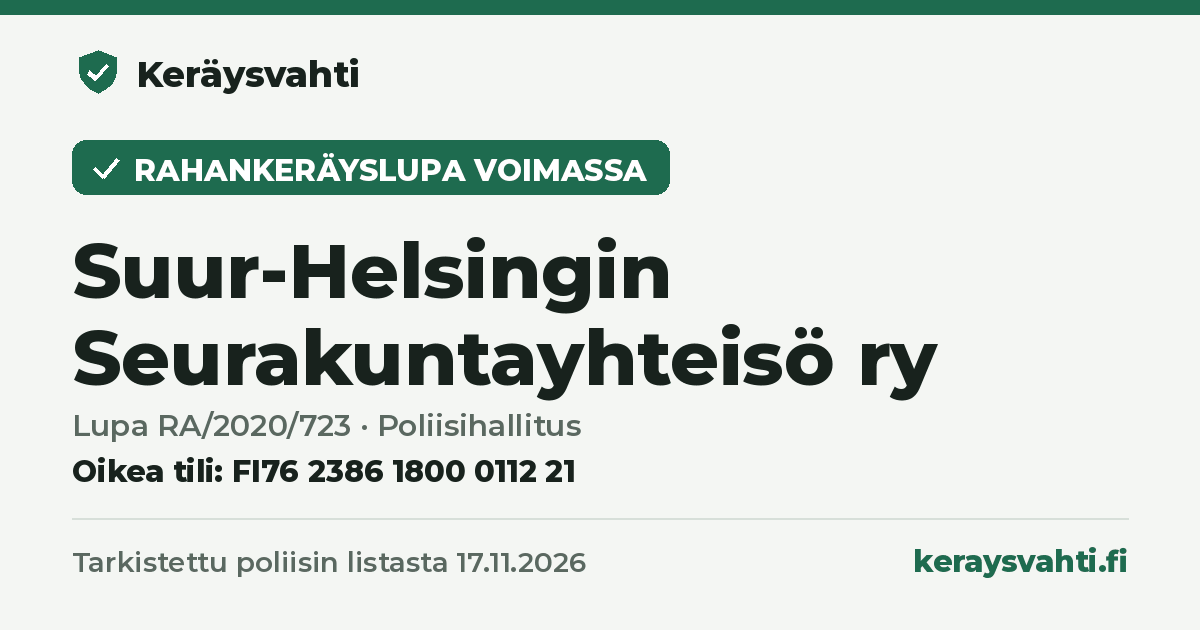 Keräysvahti
RAHANKERÄYSLUPA VOIMASSA
Suur-Helsingin
Seurakuntayhteisö ry
Lupa RA/2020/723 · Poliisihallitus
Oikea tili: FI76 2386 1800 0112 21
Tarkistettu poliisin listasta 17.11.2026
keraysvahti.fi